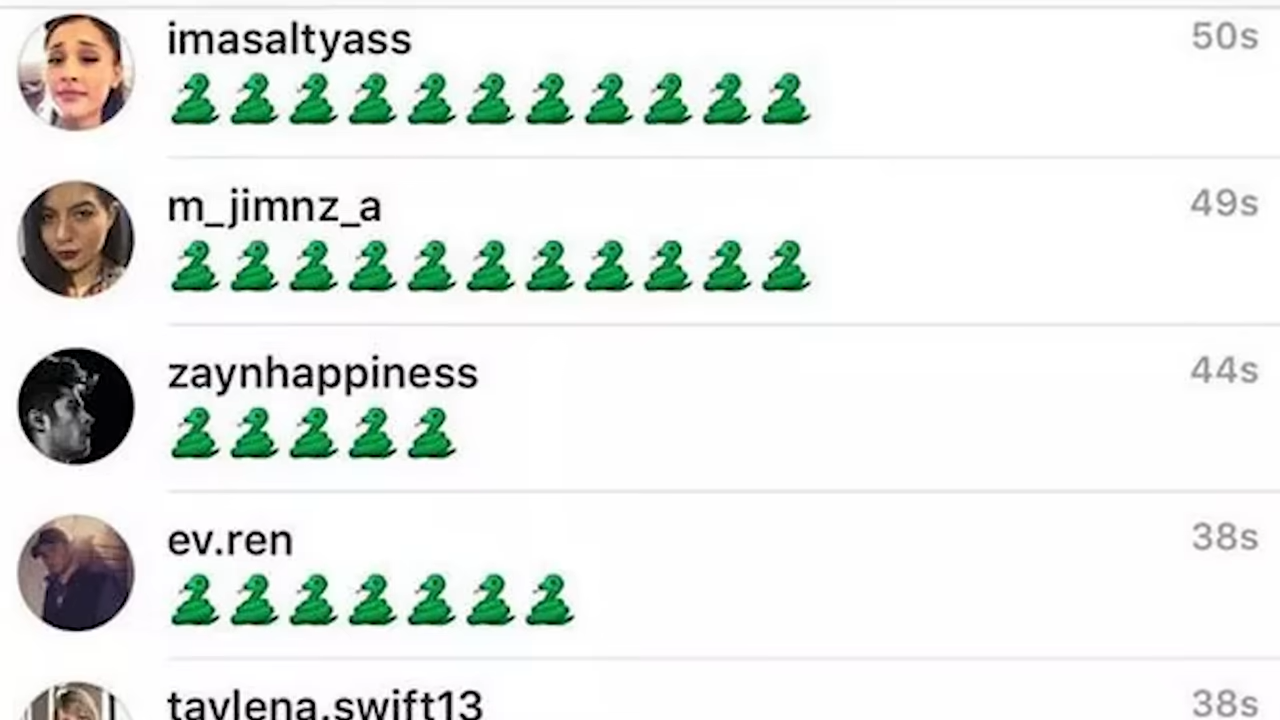 imasaltyass 50s
🐍🐍🐍🐍🐍🐍🐍🐍🐍🐍🐍
m_jimnz_a 49s
🐍🐍🐍🐍🐍🐍🐍🐍🐍🐍🐍
zaynhappiness 44s
🐍🐍🐍🐍🐍
ev.ren 38s
🐍🐍🐍🐍🐍🐍🐍
taylena.swift13 38s